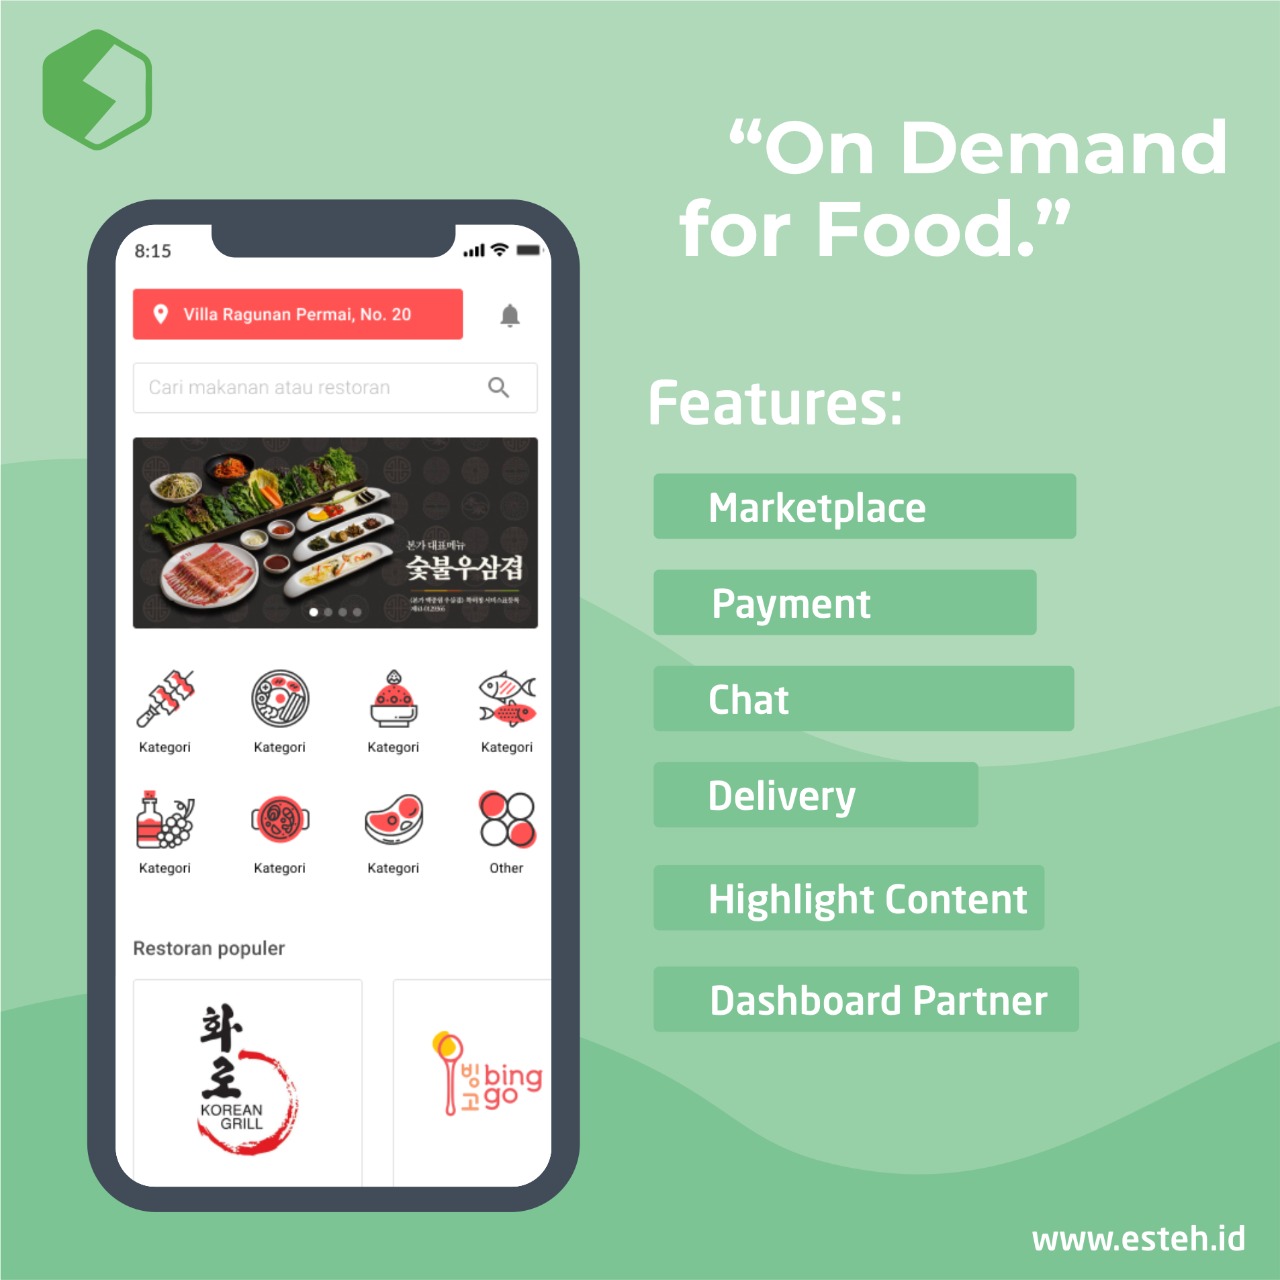 “On Demand
for Food.”
8:15
Villa Ragunan Permai, No. 20
Cari makanan atau restoran
본가 대표메뉴
숯불우삼겹
Kategori
Kategori
Kategori
Kategori
Kategori
Kategori
Kategori
Other
Restoran populer
화로
KOREAN
GRILL
빙고
bing
go
Features:
Marketplace
Payment
Chat
Delivery
Highlight Content
Dashboard Partner
www.esteh.id